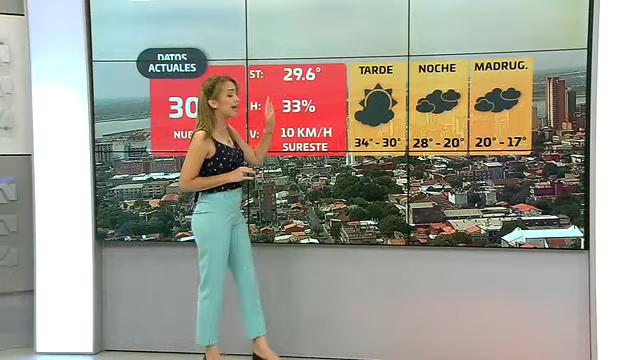 DATOS
ACTUALES
30
ST: 29.6°
H: 33%
V: 10 KM/H
SURESTE
TARDE
34° - 30°
NOCHE
28° - 20°
MADRUG.
20° - 17°